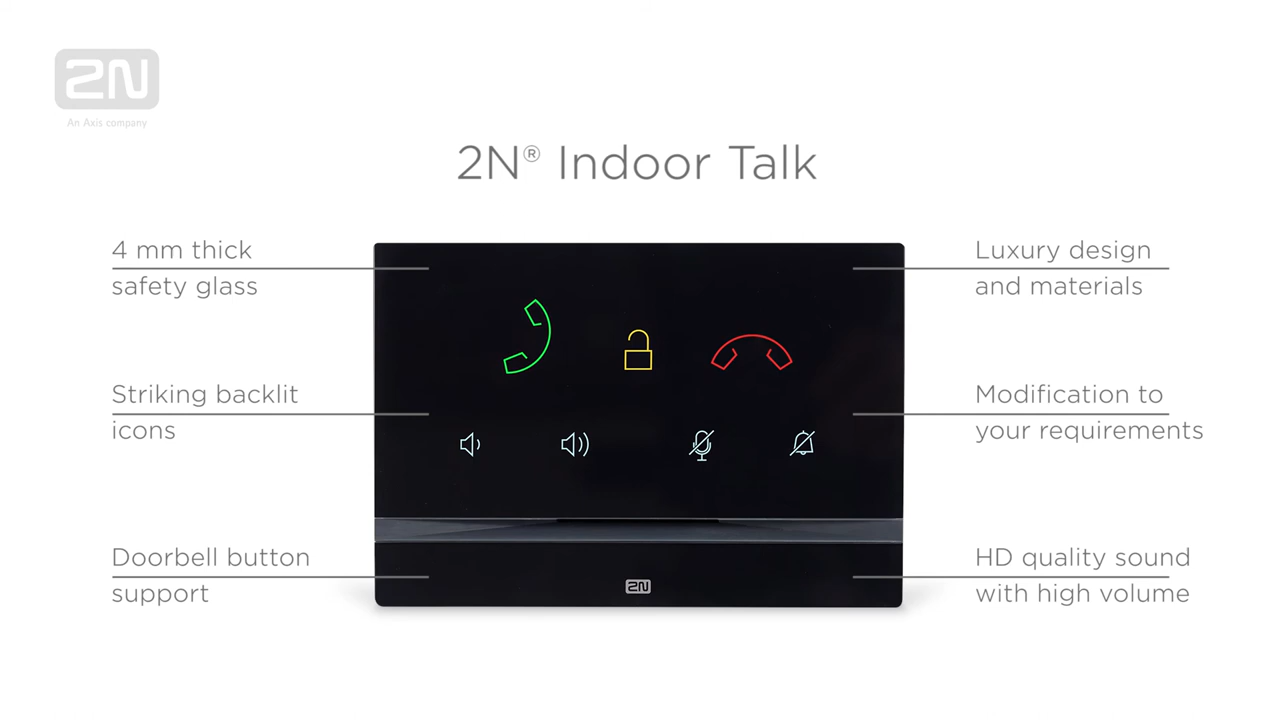 2N
An Axis company
2N® Indoor Talk
4 mm thick
safety glass
Luxury design
and materials
Striking backlit
icons
Modification to
your requirements
Doorbell button
support
HD quality sound
with high volume
2N